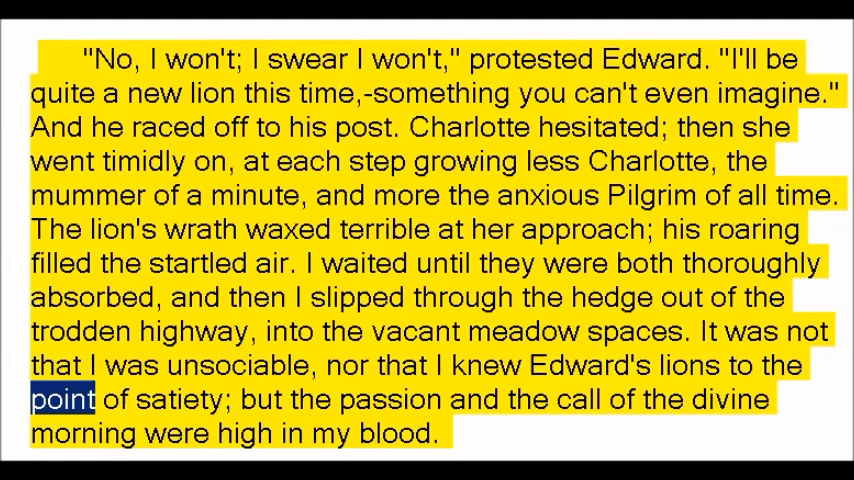 "No, I won't; I swear I won't," protested Edward. "I'll be
quite a new lion this time,-something you can't even imagine."
And he raced off to his post. Charlotte hesitated; then she
went timidly on, at each step growing less Charlotte, the
mummer of a minute, and more the anxious Pilgrim of all time.
The lion's wrath waxed terrible at her approach; his roaring
filled the startled air. I waited until they were both thoroughly
absorbed, and then I slipped through the hedge out of the
trodden highway, into the vacant meadow spaces. It was not
that I was unsociable, nor that I knew Edward's lions to the
point of satiety; but the passion and the call of the divine
morning were high in my blood.